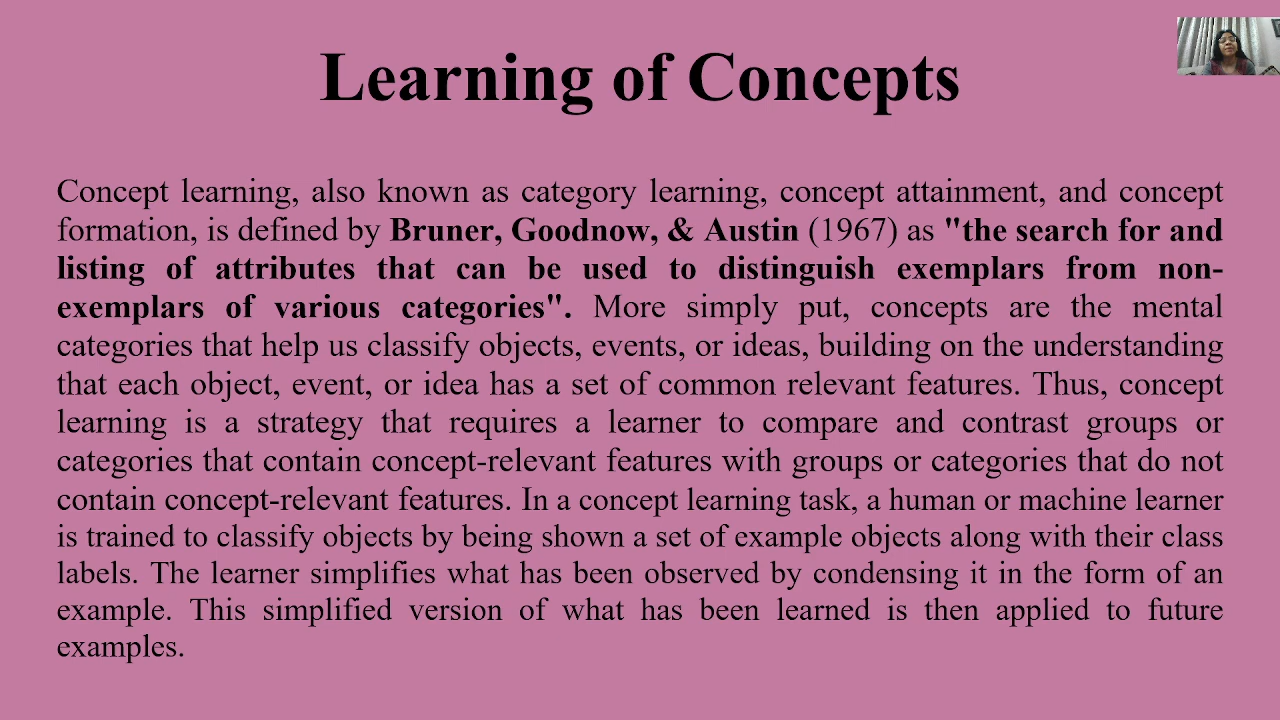 Learning of Concepts
Concept learning, also known as category learning, concept attainment, and concept
formation, is defined by Bruner, Goodnow, & Austin (1967) as "the search for and
listing of attributes that can be used to distinguish exemplars from non-
exemplars of various categories". More simply put, concepts are the mental
categories that help us classify objects, events, or ideas, building on the understanding
that each object, event, or idea has a set of common relevant features. Thus, concept
learning is a strategy that requires a learner to compare and contrast groups or
categories that contain concept-relevant features with groups or categories that do not
contain concept-relevant features. In a concept learning task, a human or machine learner
is trained to classify objects by being shown a set of example objects along with their class
labels. The learner simplifies what has been observed by condensing it in the form of an
example. This simplified version of what has been learned is then applied to future
examples.